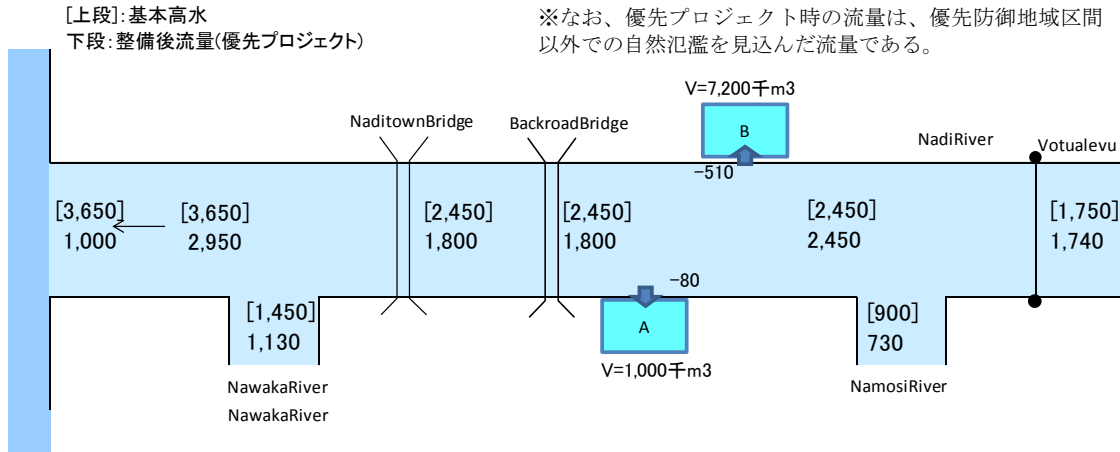 [上段]：基本高水
下段：整備後流量(優先プロジェクト)
※なお、優先プロジェクト時の流量は、優先防御地域区間
以外での自然氾濫を見込んだ流量である。
V=7,200千m3
NaditownBridge
BackroadBridge
B
NadiRiver
Votualevu
-510
[3,650]
1,000
[3,650]
2,950
[2,450]
1,800
[2,450]
1,800
[2,450]
2,450
[1,750]
1,740
-80
[1,450]
1,130
A
[900]
730
V=1,000千m3
NawakaRiver
NawakaRiver
NamosiRiver